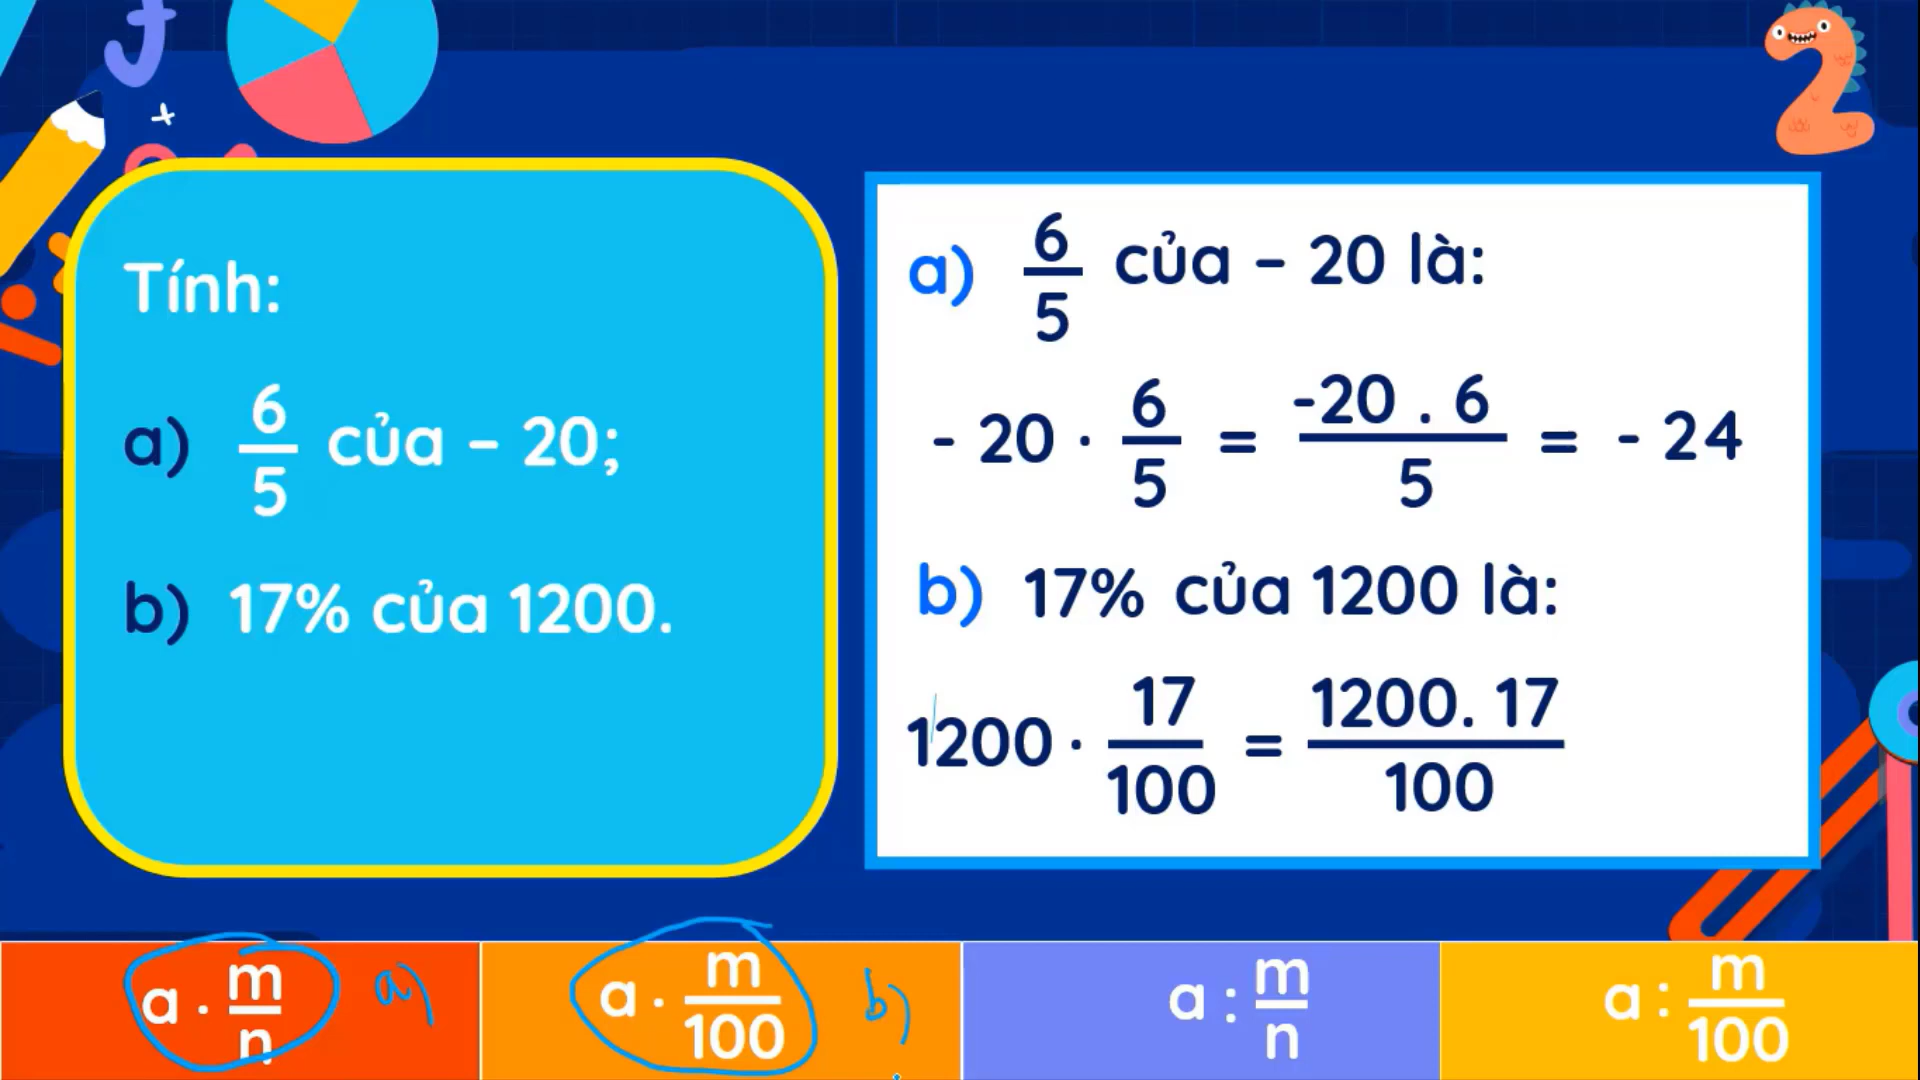 Tính:
a) 6/5 của – 20;
b) 17% của 1200.
a) 6/5 của – 20 là:
- 20 · 6/5 = -20 . 6/5 = - 24
b) 17% của 1200 là:
1200 · 17/100 = 1200. 17/100
a · m/n a)
a · m/100 b)
a : m/n
a : m/100